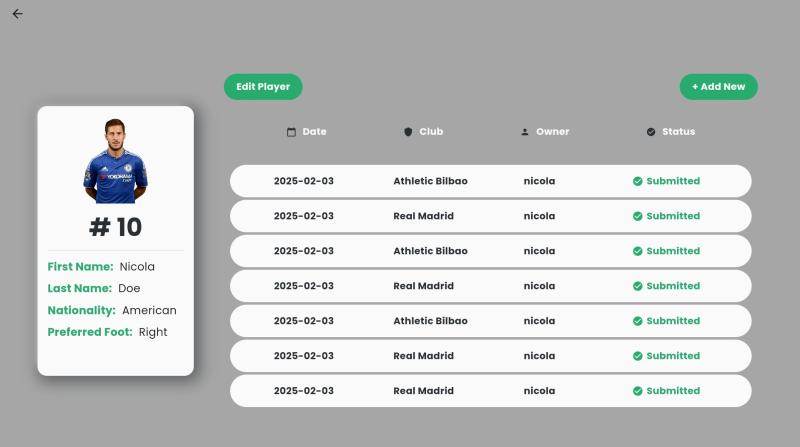 Edit Player
+ Add New
Date Club Owner Status
YOKOHAMA
# 10
First Name: Nicola
Last Name: Doe
Nationality: American
Preferred Foot: Right
2025-02-03 Athletic Bilbao nicola Submitted
2025-02-03 Real Madrid nicola Submitted
2025-02-03 Athletic Bilbao nicola Submitted
2025-02-03 Real Madrid nicola Submitted
2025-02-03 Athletic Bilbao nicola Submitted
2025-02-03 Real Madrid nicola Submitted
2025-02-03 Real Madrid nicola Submitted